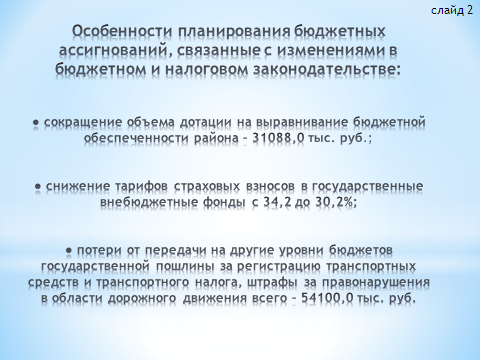 слайд 2
Особенности планирования бюджетных
ассигнований, связанные с изменениями в
бюджетном и налоговом законодательстве:
● сокращение объема дотации на выравнивание бюджетной
обеспеченности района – 31088,0 тыс. руб.;
● снижение тарифов страховых взносов в государственные
внебюджетные фонды с 34,2 до 30,2%;
● потери от передачи на другие уровни бюджетов
государственной пошлины за регистрацию транспортных
средств и транспортного налога, штрафы за правонарушения
в области дорожного движения всего – 54100,0 тыс. руб.